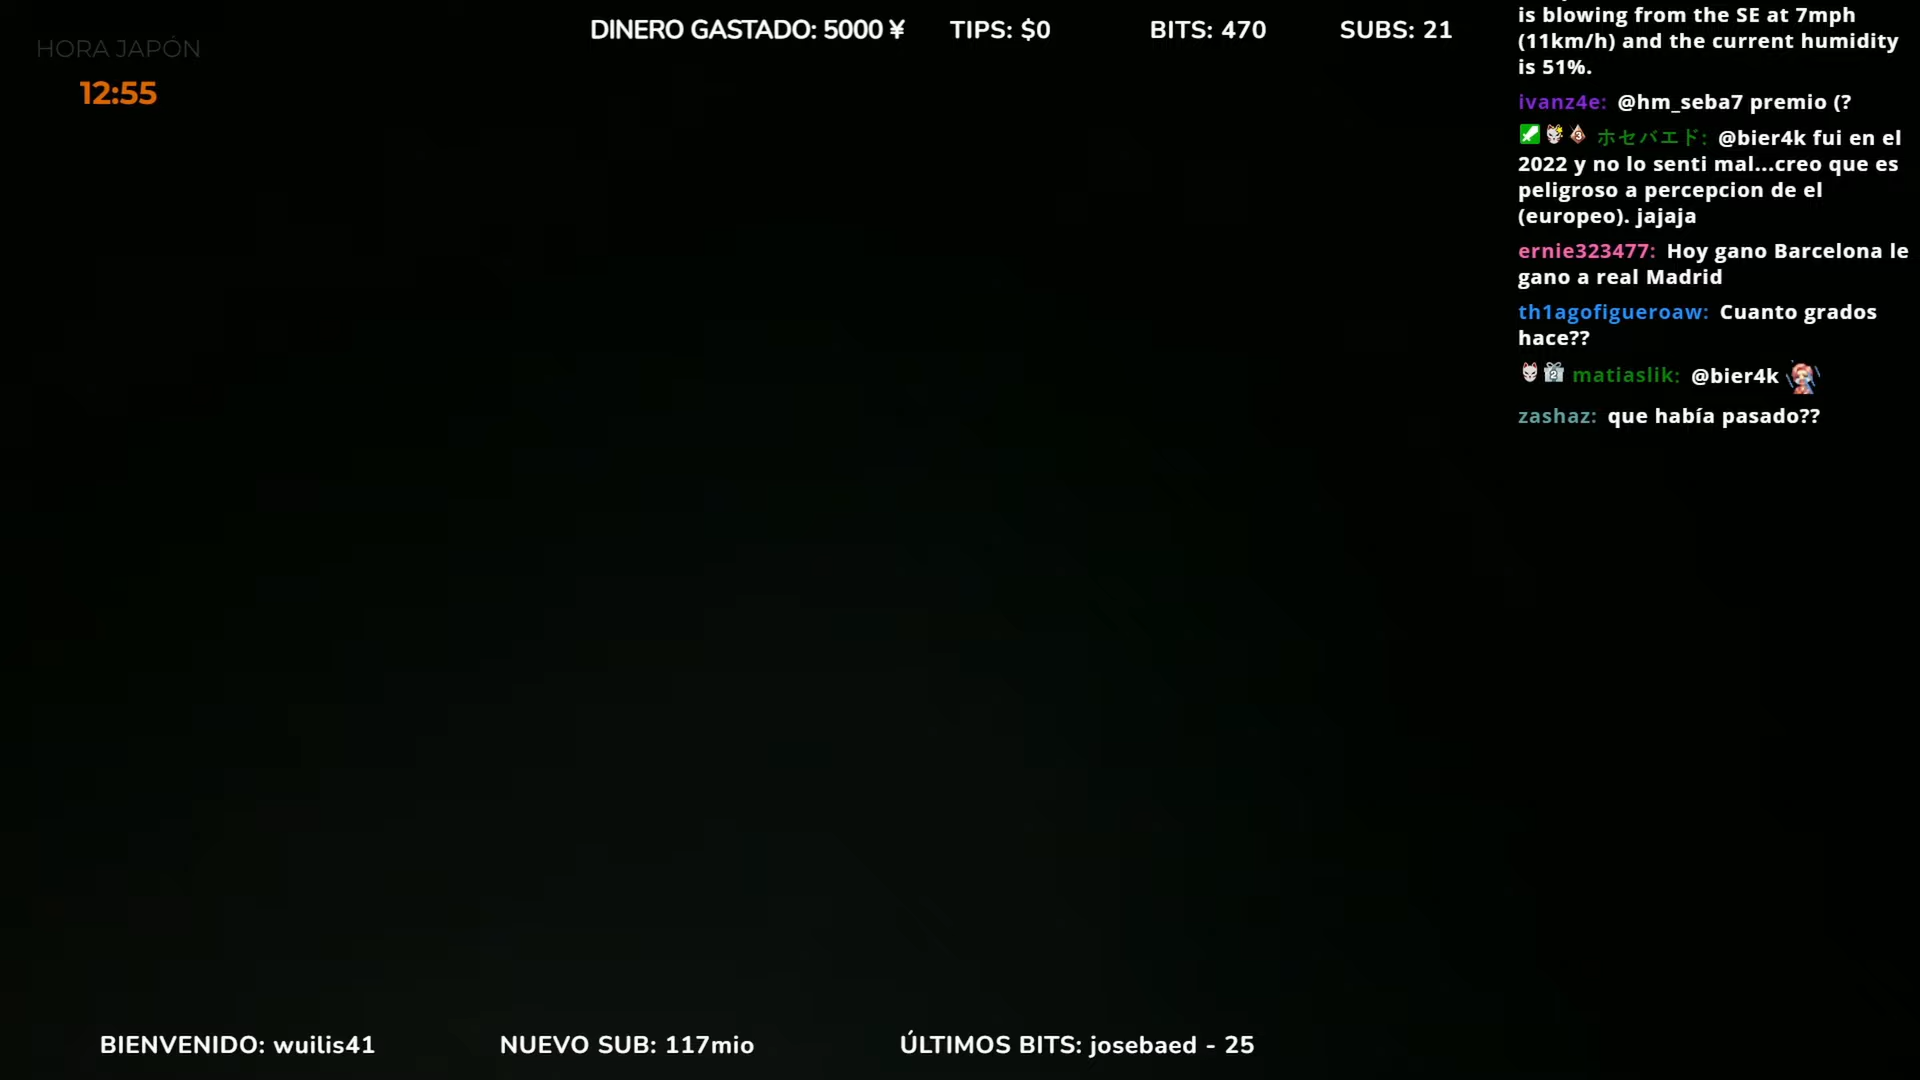 DINERO GASTADO: 5000 ¥ TIPS: $0 BITS: 470 SUBS: 21
HORA JAPÓN
12:55
is blowing from the SE at 7mph
(11km/h) and the current humidity
is 51%.
ivanz4e: @hm_seba7 premio (?
ホセバエド: @bier4k fui en el
2022 y no lo senti mal...creo que es
peligroso a percepcion de el
(europeo). jajaja
ernie323477: Hoy gano Barcelona le
gano a real Madrid
th1agofigueroaw: Cuanto grados
hace??
matiaslik: @bier4k
zashaz: que había pasado??
BIENVENIDO: wuilis41 NUEVO SUB: 117mio ÚLTIMOS BITS: josebaed - 25